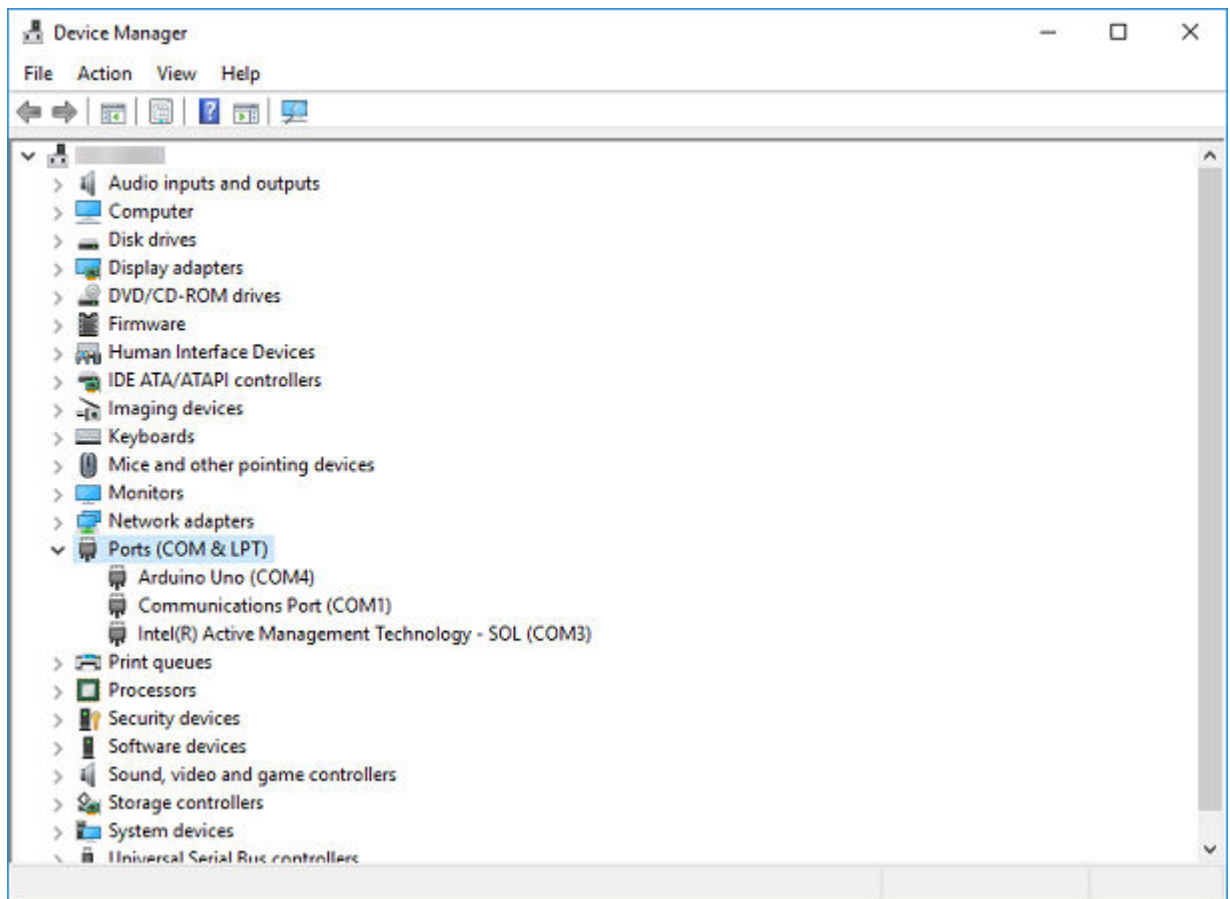 Device Manager
File Action View Help
Audio inputs and outputs
Computer
Disk drives
Display adapters
DVD/CD-ROM drives
Firmware
Human Interface Devices
IDE ATA/ATAPI controllers
Imaging devices
Keyboards
Mice and other pointing devices
Monitors
Network adapters
Ports (COM & LPT)
Arduino Uno (COM4)
Communications Port (COM1)
Intel(R) Active Management Technology - SOL (COM3)
Print queues
Processors
Security devices
Software devices
Sound, video and game controllers
Storage controllers
System devices
Universal Serial Bus controllers